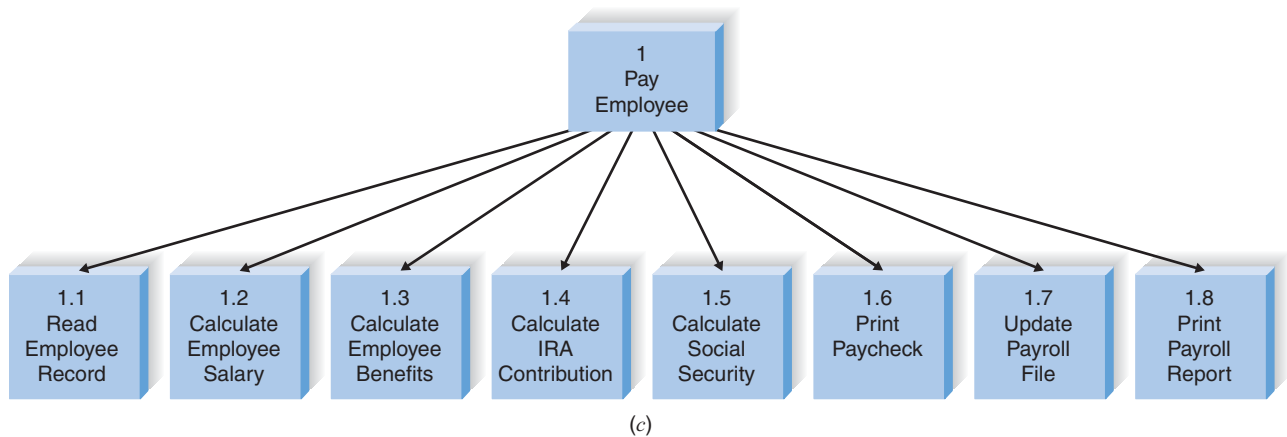 1
Pay
Employee
1.1
Read
Employee
Record
1.2
Calculate
Employee
Salary
1.3
Calculate
Employee
Benefits
1.4
Calculate
IRA
Contribution
1.5
Calculate
Social
Security
1.6
Print
Paycheck
1.7
Update
Payroll
File
1.8
Print
Payroll
Report
(c)